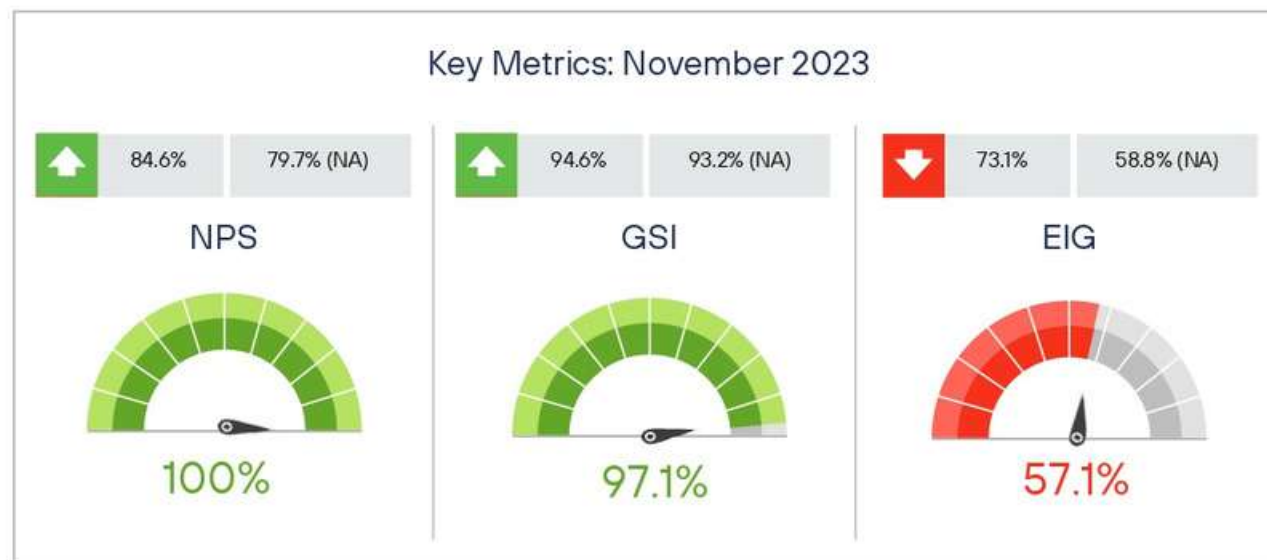 Key Metrics: November 2023
84.6% 79.7% (NA)
NPS
100%
94.6% 93.2% (NA)
GSI
97.1%
73.1% 58.8% (NA)
EIG
57.1%